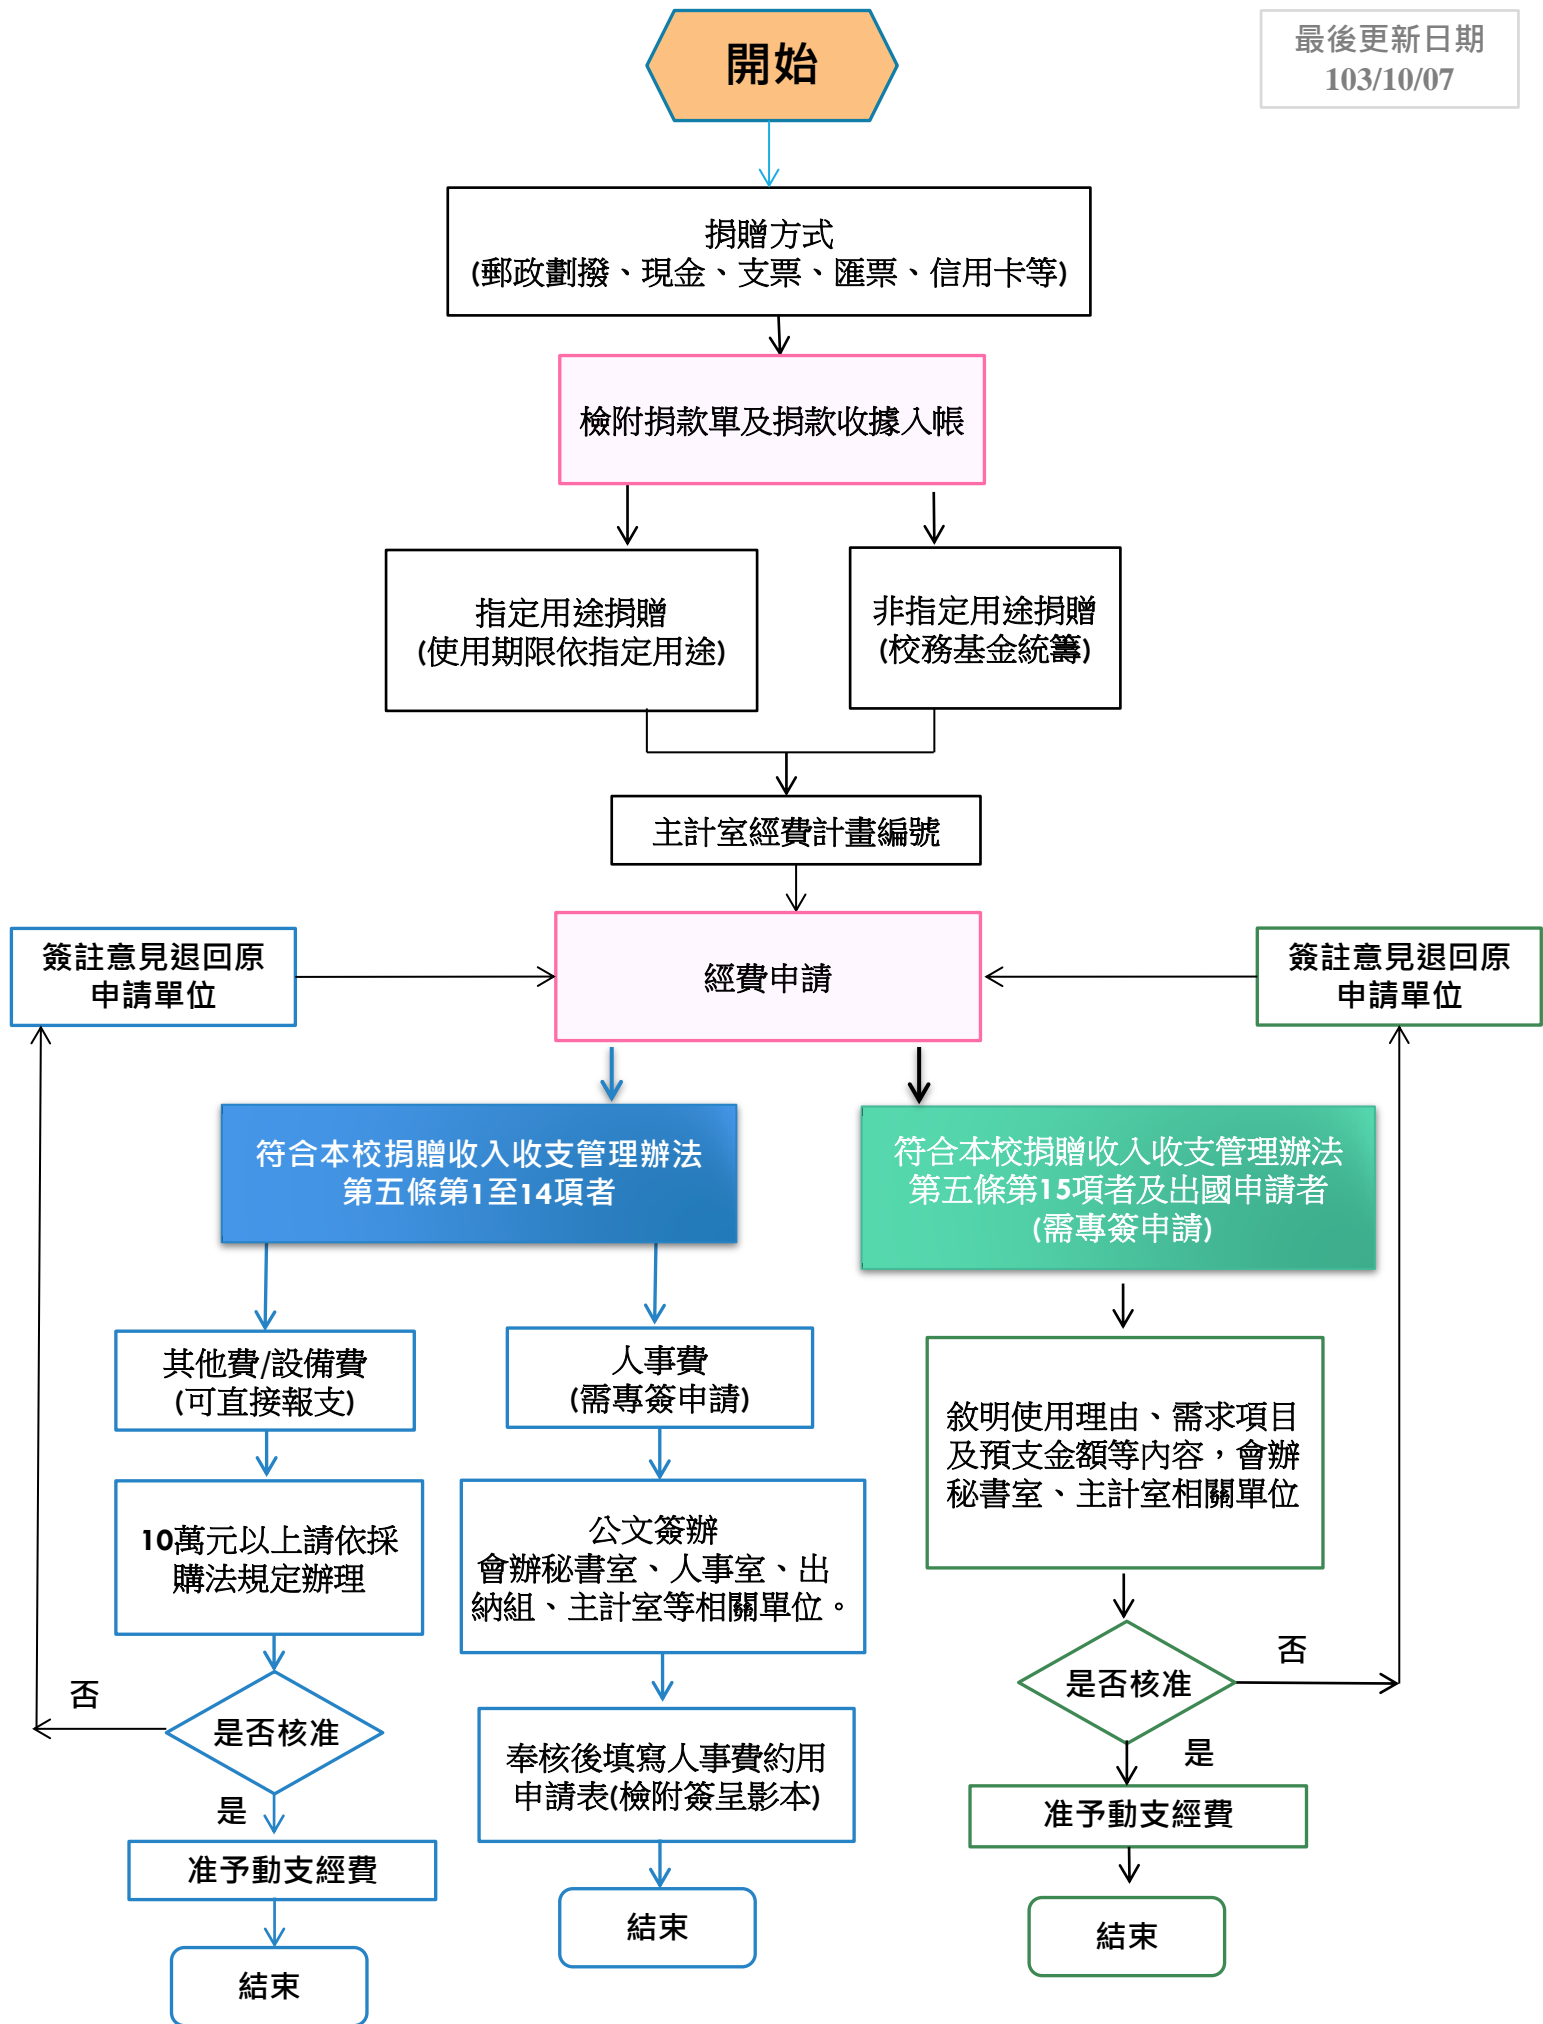 開始
最後更新日期
103/10/07
捐贈方式
(郵政劃撥、現金、支票、匯票、信用卡等)
檢附捐款單及捐款收據入帳
指定用途捐贈
(使用期限依指定用途)
非指定用途捐贈
(校務基金統籌)
主計室經費計畫編號
簽註意見退回原
申請單位
經費申請
簽註意見退回原
申請單位
符合本校捐贈收入收支管理辦法
第五條第1至14項者
符合本校捐贈收入收支管理辦法
第五條第15項者及出國申請者
(需專簽申請)
其他費/設備費
(可直接報支)
人事費
(需專簽申請)
敘明使用理由、需求項目
及預支金額等內容，會辦
秘書室、主計室相關單位
10萬元以上請依採
購法規定辦理
公文簽辦
會辦秘書室、人事室、出
納組、主計室等相關單位。
是否核准
否
是
否
是否核准
是
奉核後填寫人事費約用
申請表(檢附簽呈影本)
准予動支經費
准予動支經費
結束
結束
結束